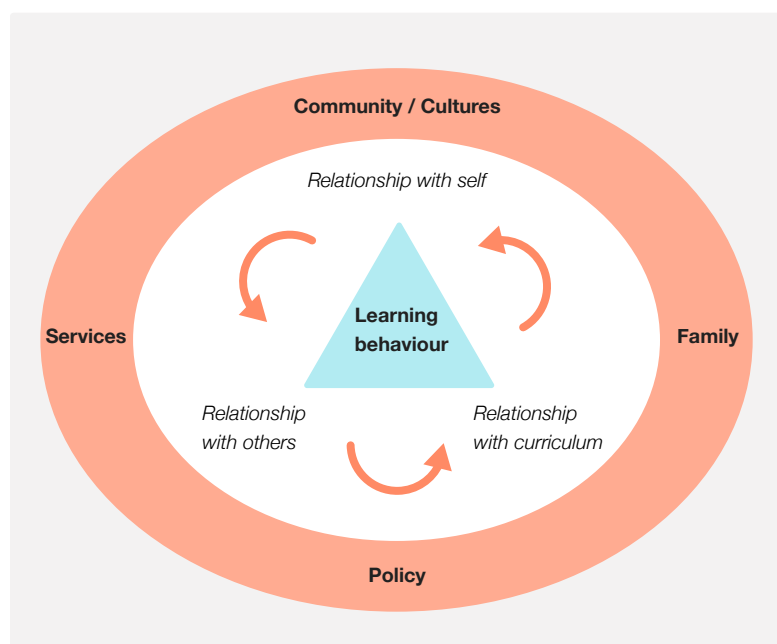 Community / Cultures
Relationship with self
Learning
behaviour
Services
Family
Relationship
with others
Relationship
with curriculum
Policy